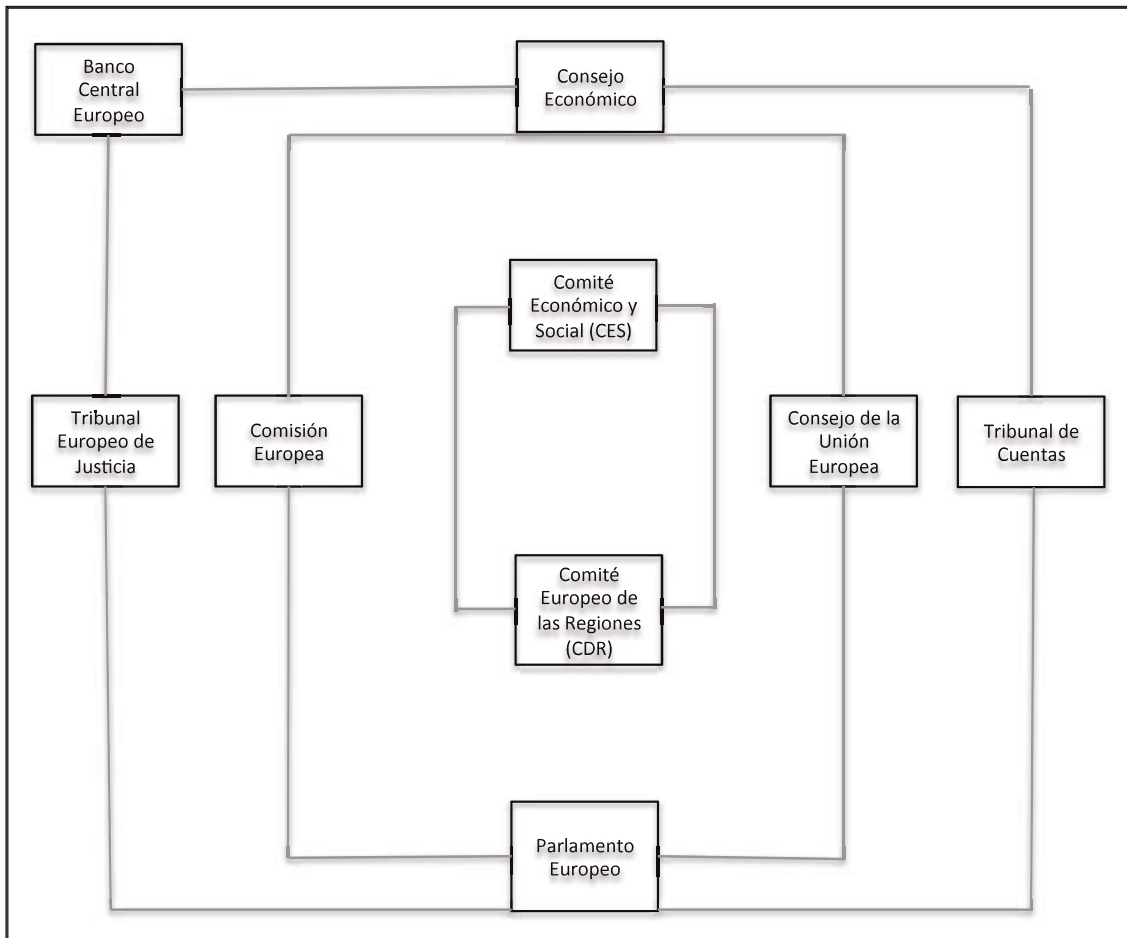 Banco
Central
Europeo
Consejo
Económico
Comité
Económico y
Social (CES)
Tribunal
Europeo de
Justicia
Comisión
Europea
Consejo de la
Unión
Europea
Tribunal de
Cuentas
Comité
Europeo de
las Regiones
(CDR)
Parlamento
Europeo